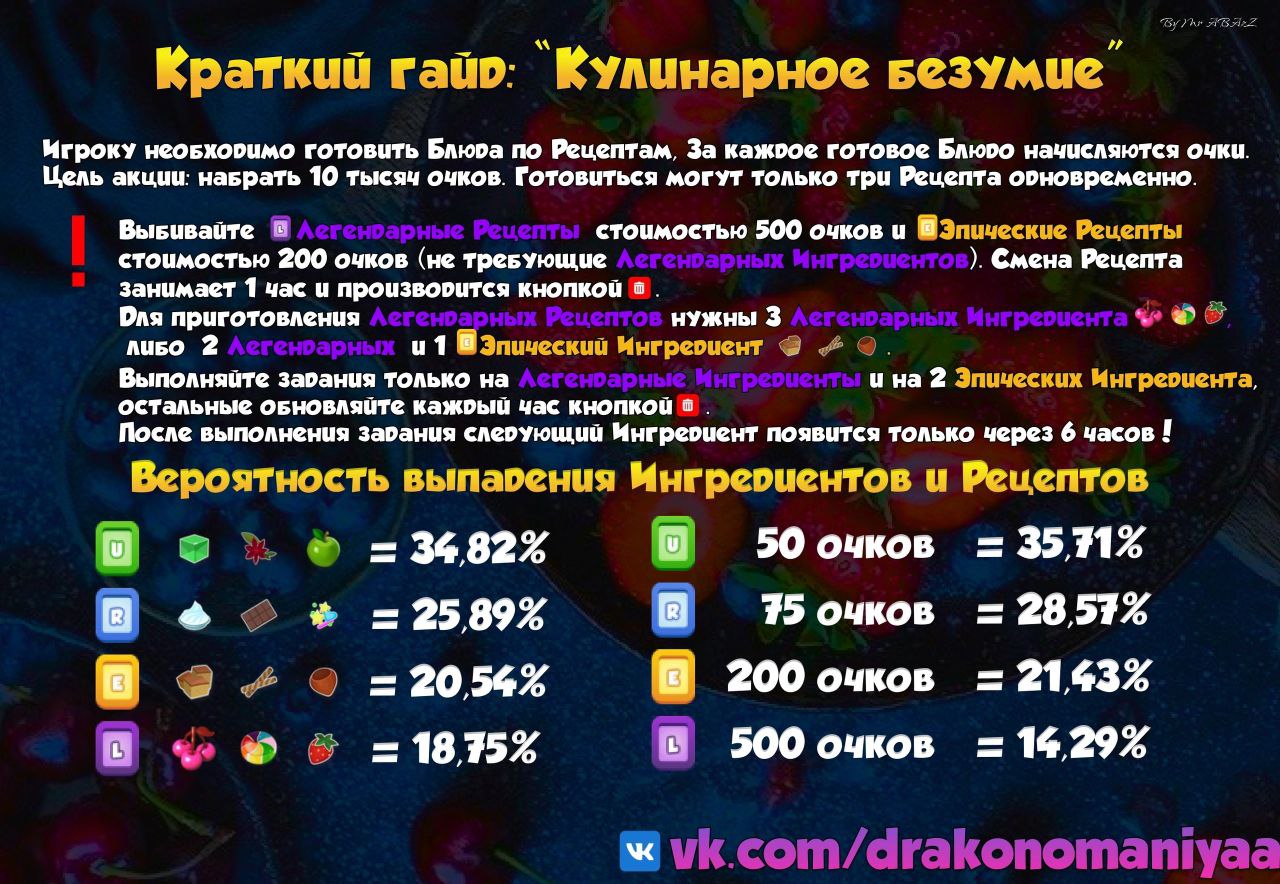 By Mr ABAzZ
Краткий гайд: “Кулинарное безумие”
Игроку необходимо готовить Блюда по Рецептам, За каждое готовое Блюдо начисляются очки.
Цель акции: набрать 10 тысяч очков. Готовиться могут только три Рецепта одновременно.
! Выбивайте L Легендарные Рецепты стоимостью 500 очков и E Эпические Рецепты
стоимостью 200 очков (не требующие Легендарных Ингредиентов). Смена Рецепта
занимает 1 час и производится кнопкой .
Для приготовления Легендарных Рецептов нужны 3 Легендарных Ингредиента ,
либо 2 Легендарных и 1 E Эпический Ингредиент .
Выполняйте задания только на Легендарные Ингредиенты и на 2 Эпических Ингредиента,
остальные обновляйте каждый час кнопкой .
После выполнения задания следующий Ингредиент появится только через 6 часов!
Вероятность выпадения Ингредиентов и Рецептов
U = 34,82% U 50 очков = 35,71%
R = 25,89% R 75 очков = 28,57%
E = 20,54% E 200 очков = 21,43%
L = 18,75% L 500 очков = 14,29%
vk.com/drakonomaniyaa